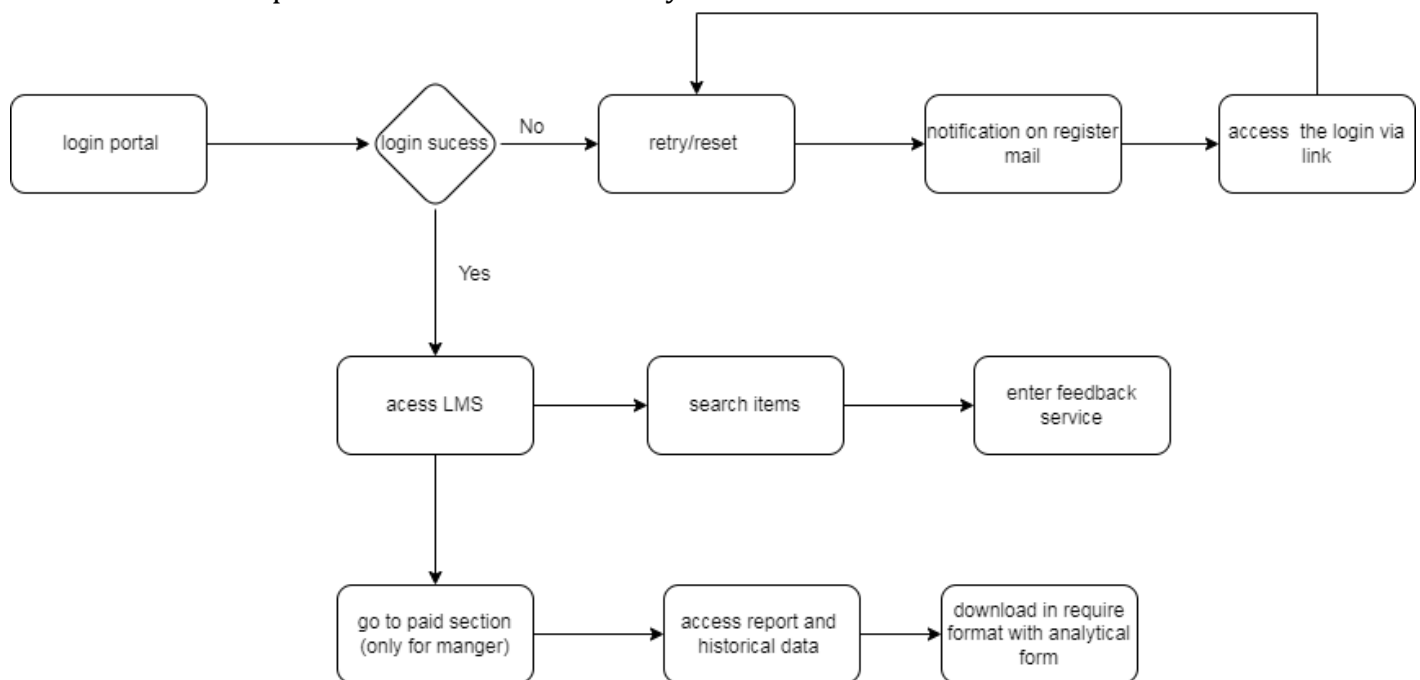 login portal
login sucess
No
retry/reset
notification on register
mail
access the login via
link
Yes
acess LMS
search items
enter feedback
service
go to paid section
(only for manger)
access report and
historical data
download in require
format with analytical
form